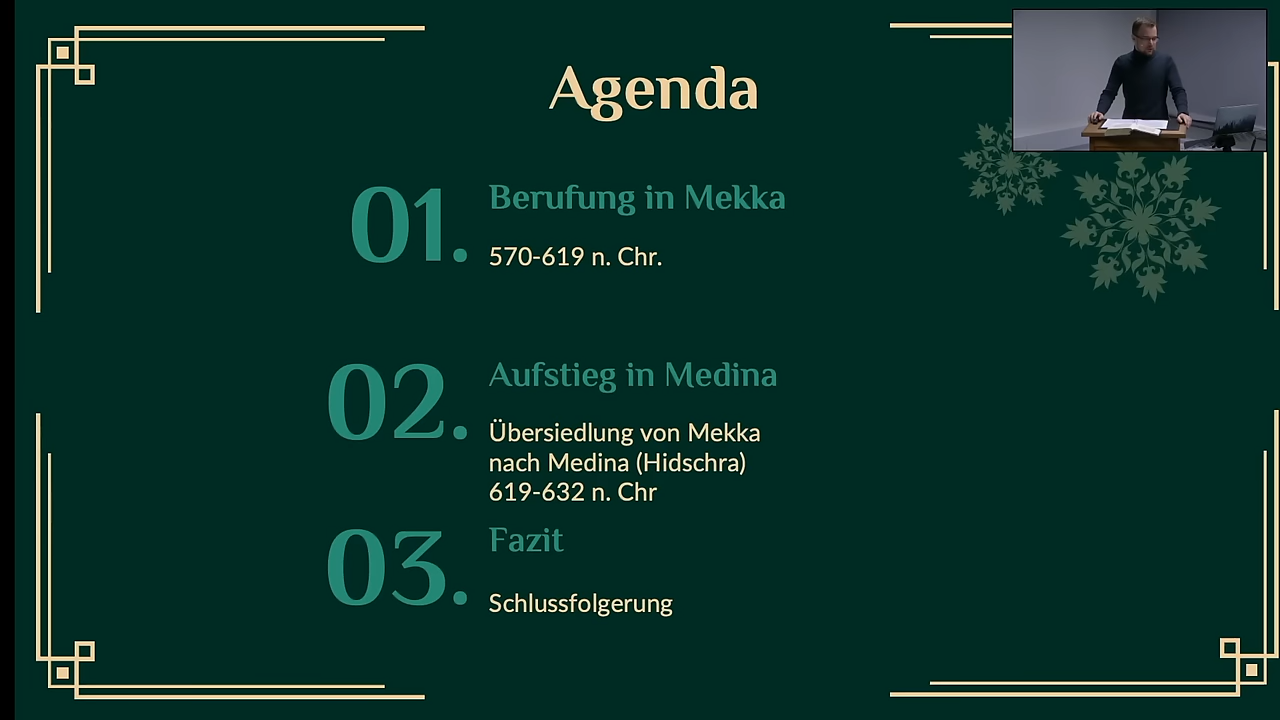 Agenda
01.
Berufung in Mekka
570-619 n. Chr.
02.
Aufstieg in Medina
Übersiedlung von Mekka
nach Medina (Hidschra)
619-632 n. Chr
03.
Fazit
Schlussfolgerung